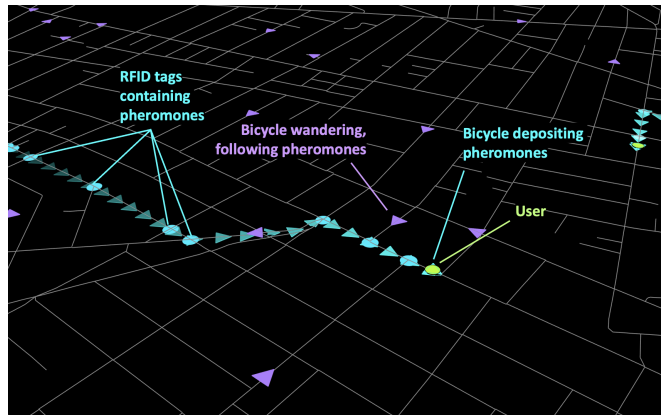 RFID tags
containing
pheromones
Bicycle wandering,
following pheromones
Bicycle depositing
pheromones
User